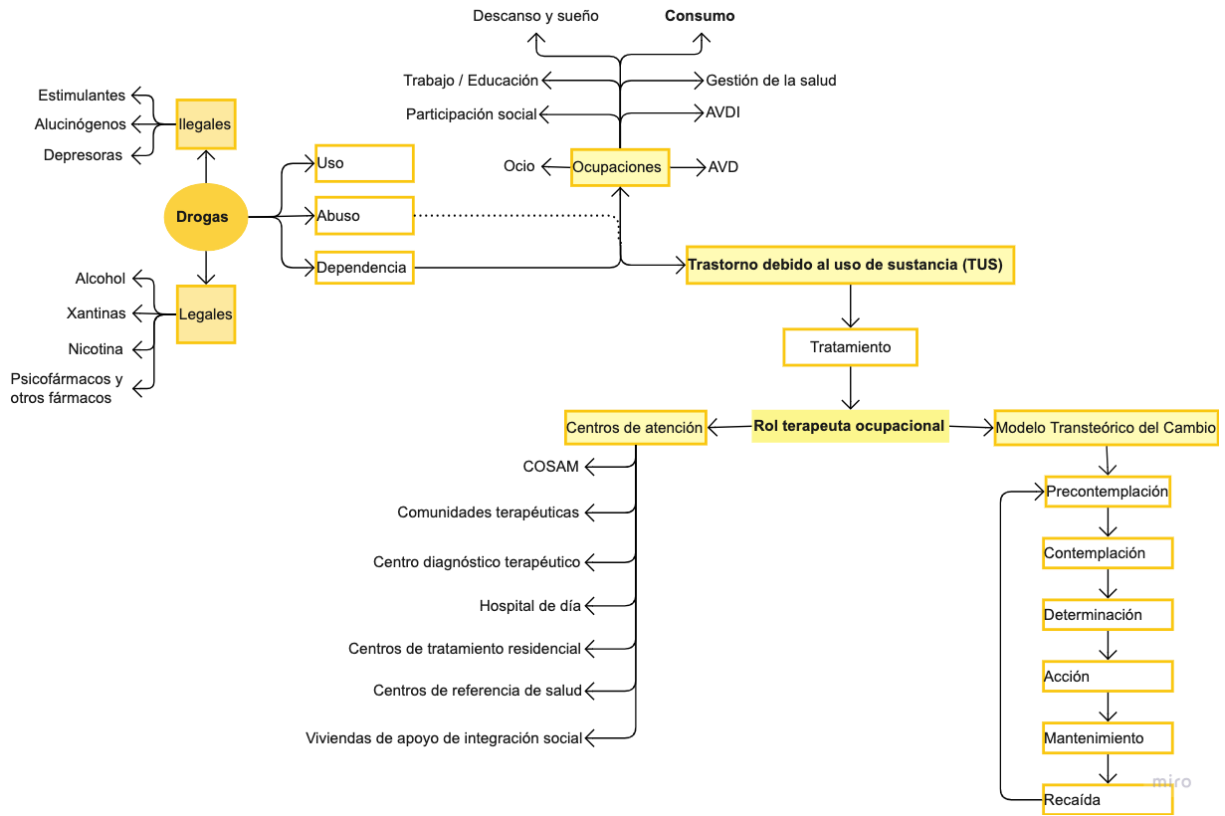 Descanso y sueño
Consumo
Trabajo / Educación
Gestión de la salud
Participación social
AVDI
Ocio
Ocupaciones
AVD
Estimulantes
Alucinógenos
Depresoras
Ilegales
Drogas
Uso
Abuso
Dependencia
Alcohol
Xantinas
Nicotina
Psicofármacos y
otros fármacos
Legales
Trastorno debido al uso de sustancia (TUS)
Tratamiento
Rol terapeuta ocupacional
Centros de atención
COSAM
Comunidades terapéuticas
Centro diagnóstico terapéutico
Hospital de día
Centros de tratamiento residencial
Centros de referencia de salud
Viviendas de apoyo de integración social
Modelo Transteórico del Cambio
Precontemplación
Contemplación
Determinación
Acción
Mantenimiento
Recaída
miro